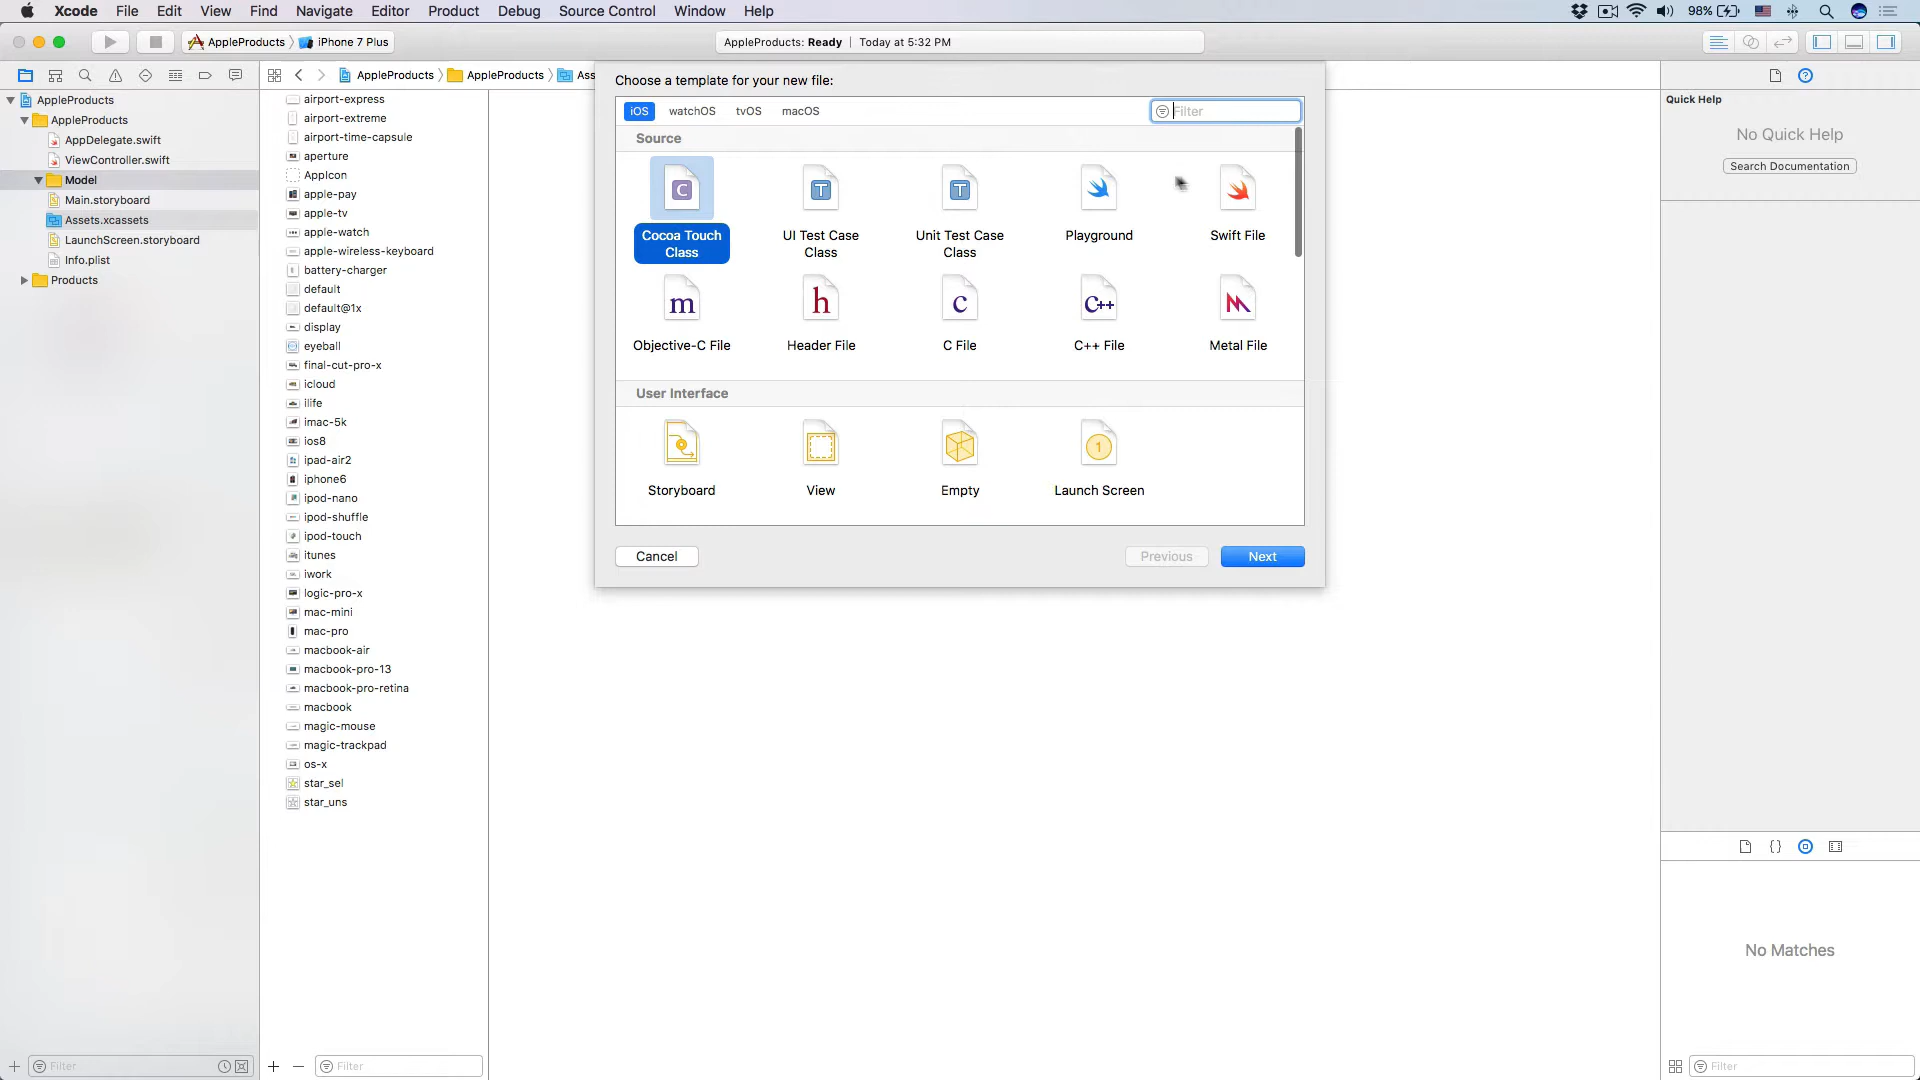 Xcode File Edit View Find Navigate Editor Product Debug Source Control Window Help 98%
AppleProducts iPhone 7 Plus
AppleProducts: Ready | Today at 5:32 PM
AppleProducts AppleProducts Ass
AppleProducts
AppleProducts
AppDelegate.swift
ViewController.swift
Model
Main.storyboard
Assets.xcassets
LaunchScreen.storyboard
Info.plist
Products
Filter
airport-express
airport-extreme
airport-time-capsule
aperture
AppIcon
apple-pay
apple-tv
apple-watch
apple-wireless-keyboard
battery-charger
default
default@1x
display
eyeball
final-cut-pro-x
icloud
ilife
imac-5k
ios8
ipad-air2
iphone6
ipod-nano
ipod-shuffle
ipod-touch
itunes
iwork
logic-pro-x
mac-mini
mac-pro
macbook-air
macbook-pro-13
macbook-pro-retina
macbook
magic-mouse
magic-trackpad
os-x
star_sel
star_uns
Filter
Choose a template for your new file:
iOS watchOS tvOS macOS
Filter
Source
C T T
Cocoa Touch
Class
UI Test Case
Class
Unit Test Case
Class
Playground
Swift File
m h c C++
Objective-C File
Header File
C File
C++ File
Metal File
User Interface
1
Storyboard
View
Empty
Launch Screen
Cancel
Previous
Next
Quick Help
No Quick Help
Search Documentation
No Matches
Filter